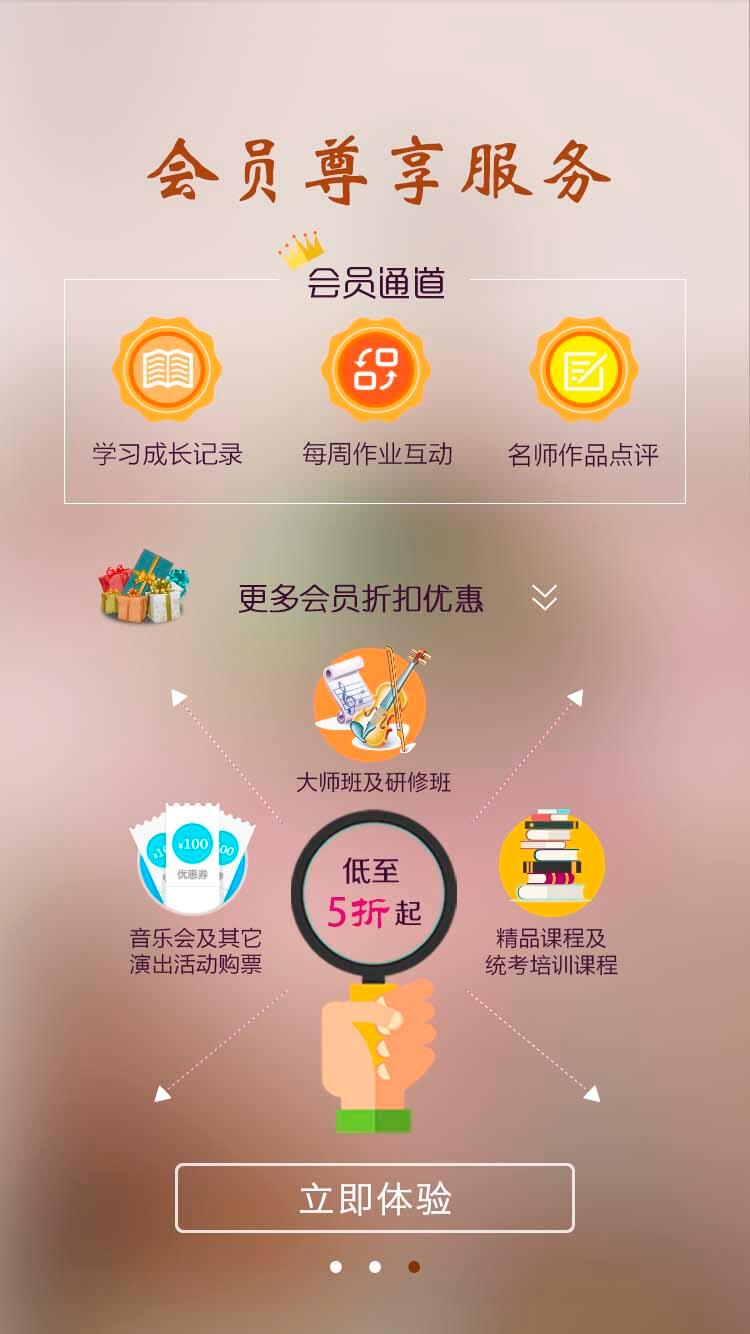 会员尊享服务
会员通道
学习成长记录
每周作业互动
名师作品点评
更多会员折扣优惠
大师班及研修班
¥100
优惠券
音乐会及其它
演出活动购票
低至
5折起
精品课程及
统考培训课程
立即体验